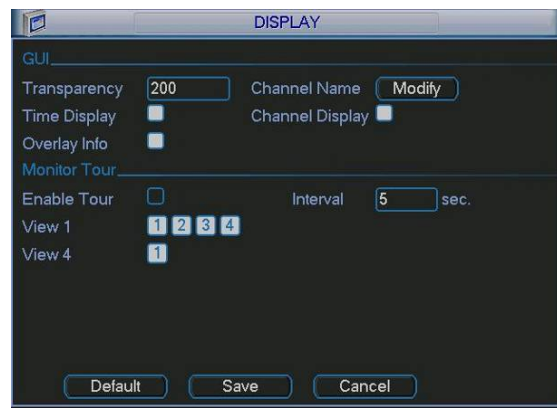 DISPLAY
GUI
Transparency 200 Channel Name Modify
Time Display Channel Display
Overlay Info
Monitor Tour
Enable Tour Interval 5 sec.
View 1 1 2 3 4
View 4 1
Default Save Cancel